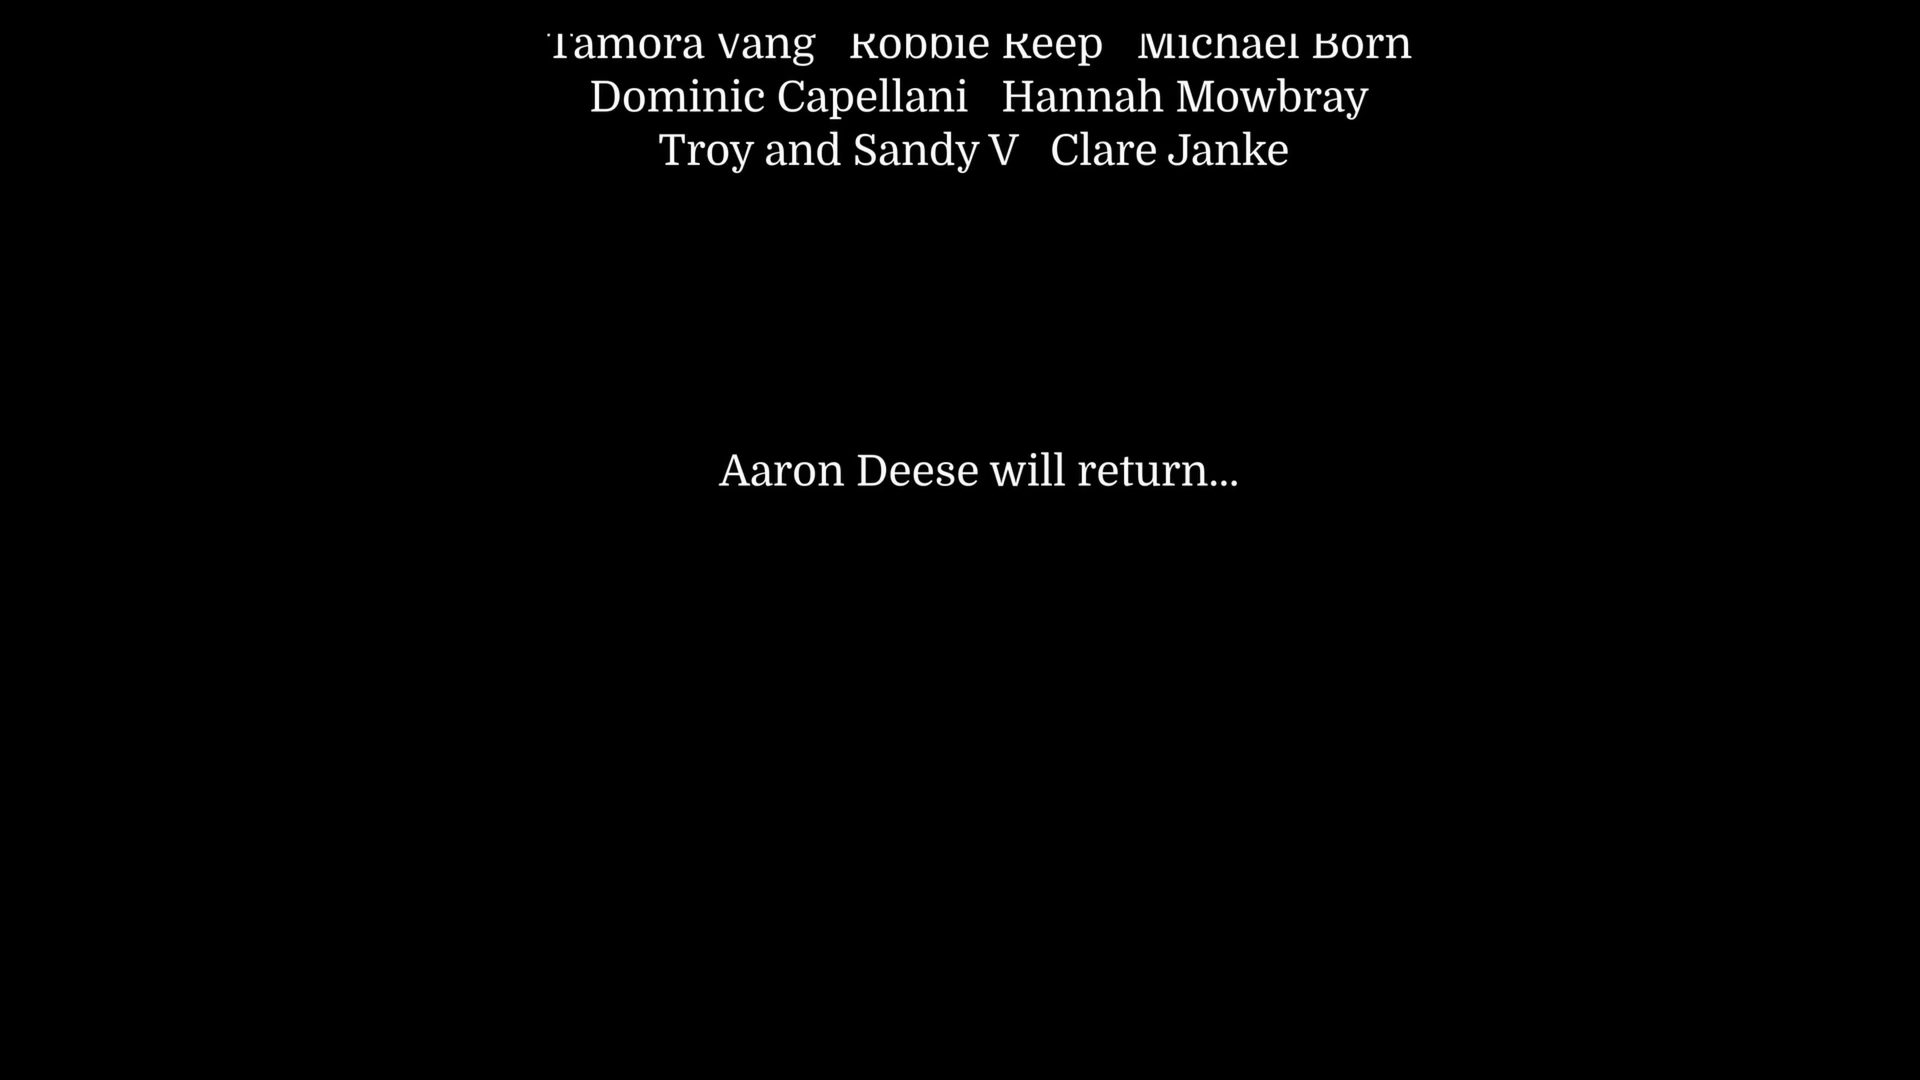 Tamora Vang Robbie Reep Michael Born
Dominic Capellani Hannah Mowbray
Troy and Sandy V Clare Janke
Aaron Deese will return...